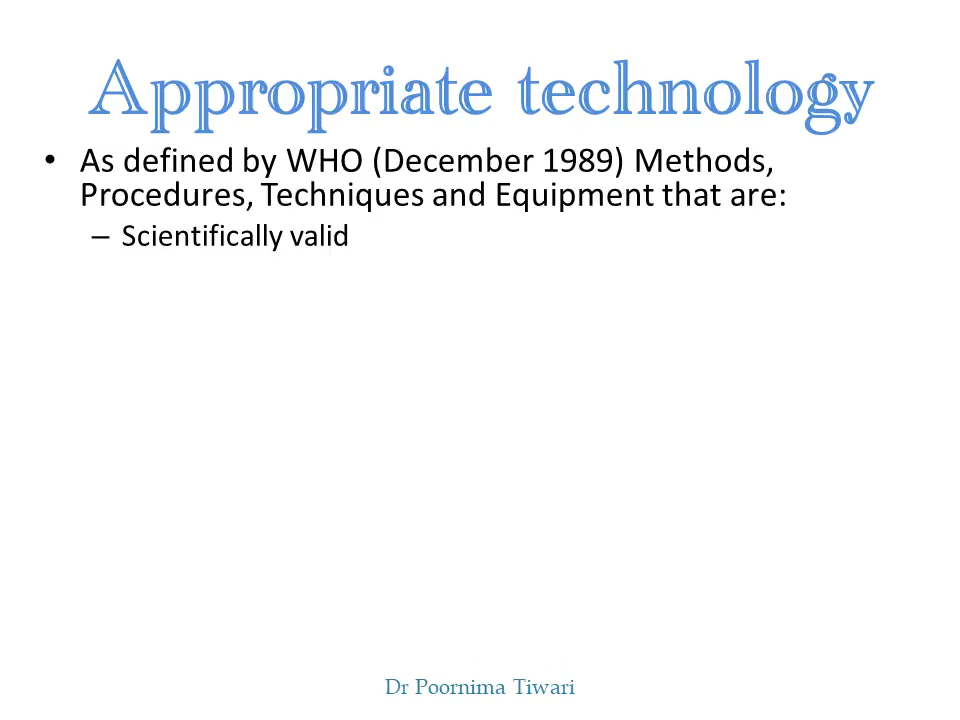 Appropriate technology
• As defined by WHO (December 1989) Methods,
Procedures, Techniques and Equipment that are:
– Scientifically valid
Dr Poornima Tiwari